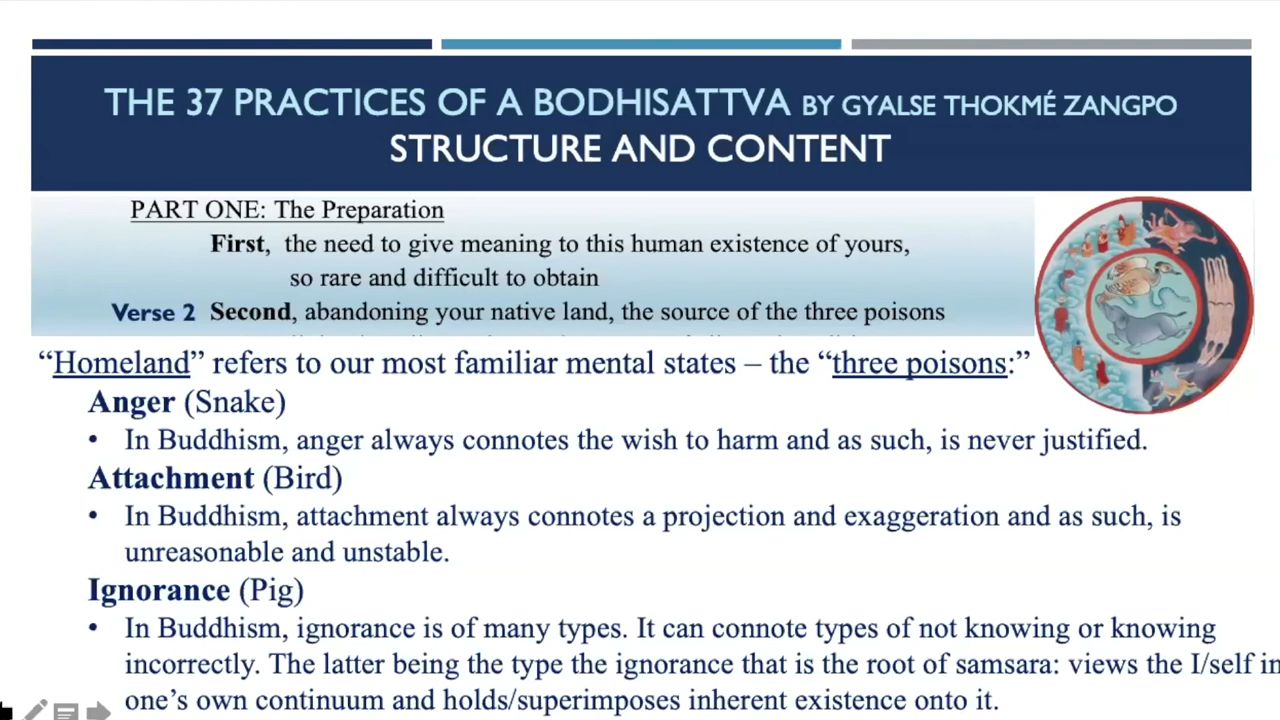 THE 37 PRACTICES OF A BODHISATTVA BY GYALSE THOKMÉ ZANGPO
STRUCTURE AND CONTENT
PART ONE: The Preparation
First, the need to give meaning to this human existence of yours,
so rare and difficult to obtain
Verse 2 Second, abandoning your native land, the source of the three poisons
“Homeland” refers to our most familiar mental states – the “three poisons:”
Anger (Snake)
• In Buddhism, anger always connotes the wish to harm and as such, is never justified.
Attachment (Bird)
• In Buddhism, attachment always connotes a projection and exaggeration and as such, is
unreasonable and unstable.
Ignorance (Pig)
• In Buddhism, ignorance is of many types. It can connote types of not knowing or knowing
incorrectly. The latter being the type the ignorance that is the root of samsara: views the I/self in
one’s own continuum and holds/superimposes inherent existence onto it.